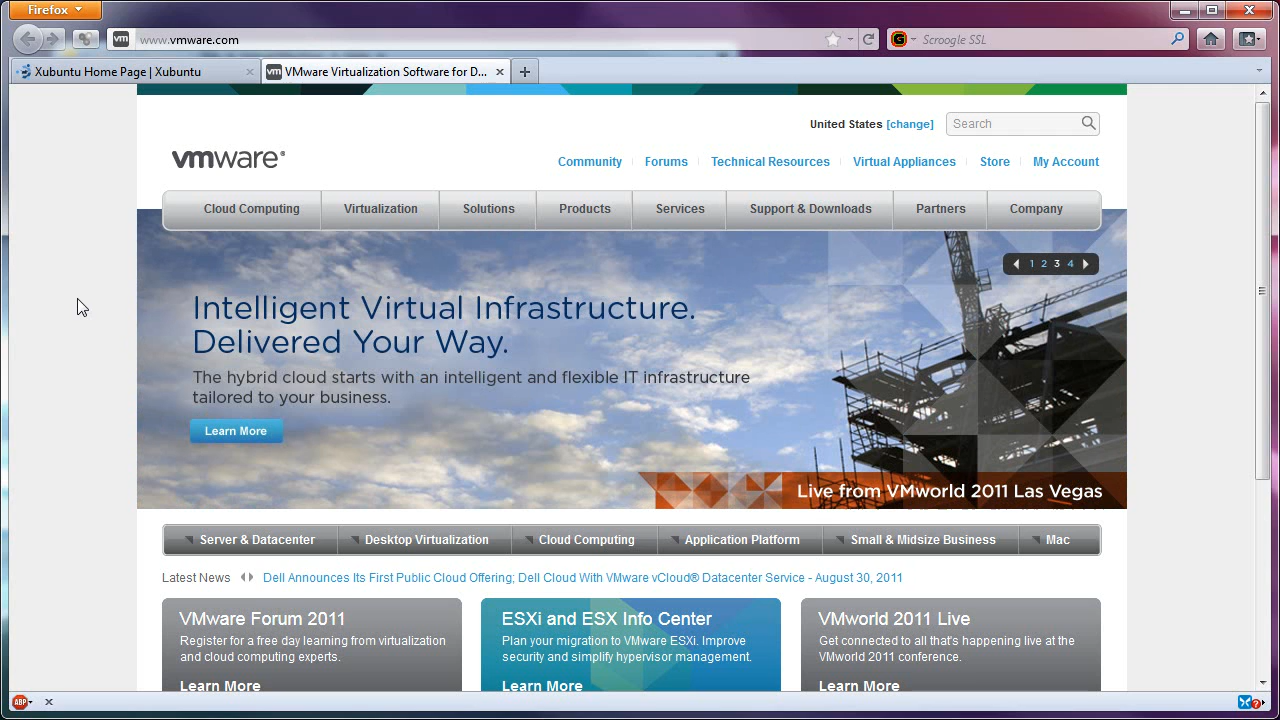 Firefox
www.vmware.com
Scroogle SSL
Xubuntu Home Page | Xubuntu
VMware Virtualization Software for D...
United States [change]
Search
vmware®
Community
Forums
Technical Resources
Virtual Appliances
Store
My Account
Cloud Computing
Virtualization
Solutions
Products
Services
Support & Downloads
Partners
Company
1 2 3 4
Intelligent Virtual Infrastructure.
Delivered Your Way.
The hybrid cloud starts with an intelligent and flexible IT infrastructure
tailored to your business.
Learn More
Live from VMworld 2011 Las Vegas
Server & Datacenter
Desktop Virtualization
Cloud Computing
Application Platform
Small & Midsize Business
Mac
Latest News
Dell Announces Its First Public Cloud Offering; Dell Cloud With VMware vCloud® Datacenter Service - August 30, 2011
VMware Forum 2011
Register for a free day learning from virtualization
and cloud computing experts.
Learn More
ESXi and ESX Info Center
Plan your migration to VMware ESXi. Improve
security and simplify hypervisor management.
Learn More
VMworld 2011 Live
Get connected to all that's happening live at the
VMworld 2011 conference.
Learn More
ABP